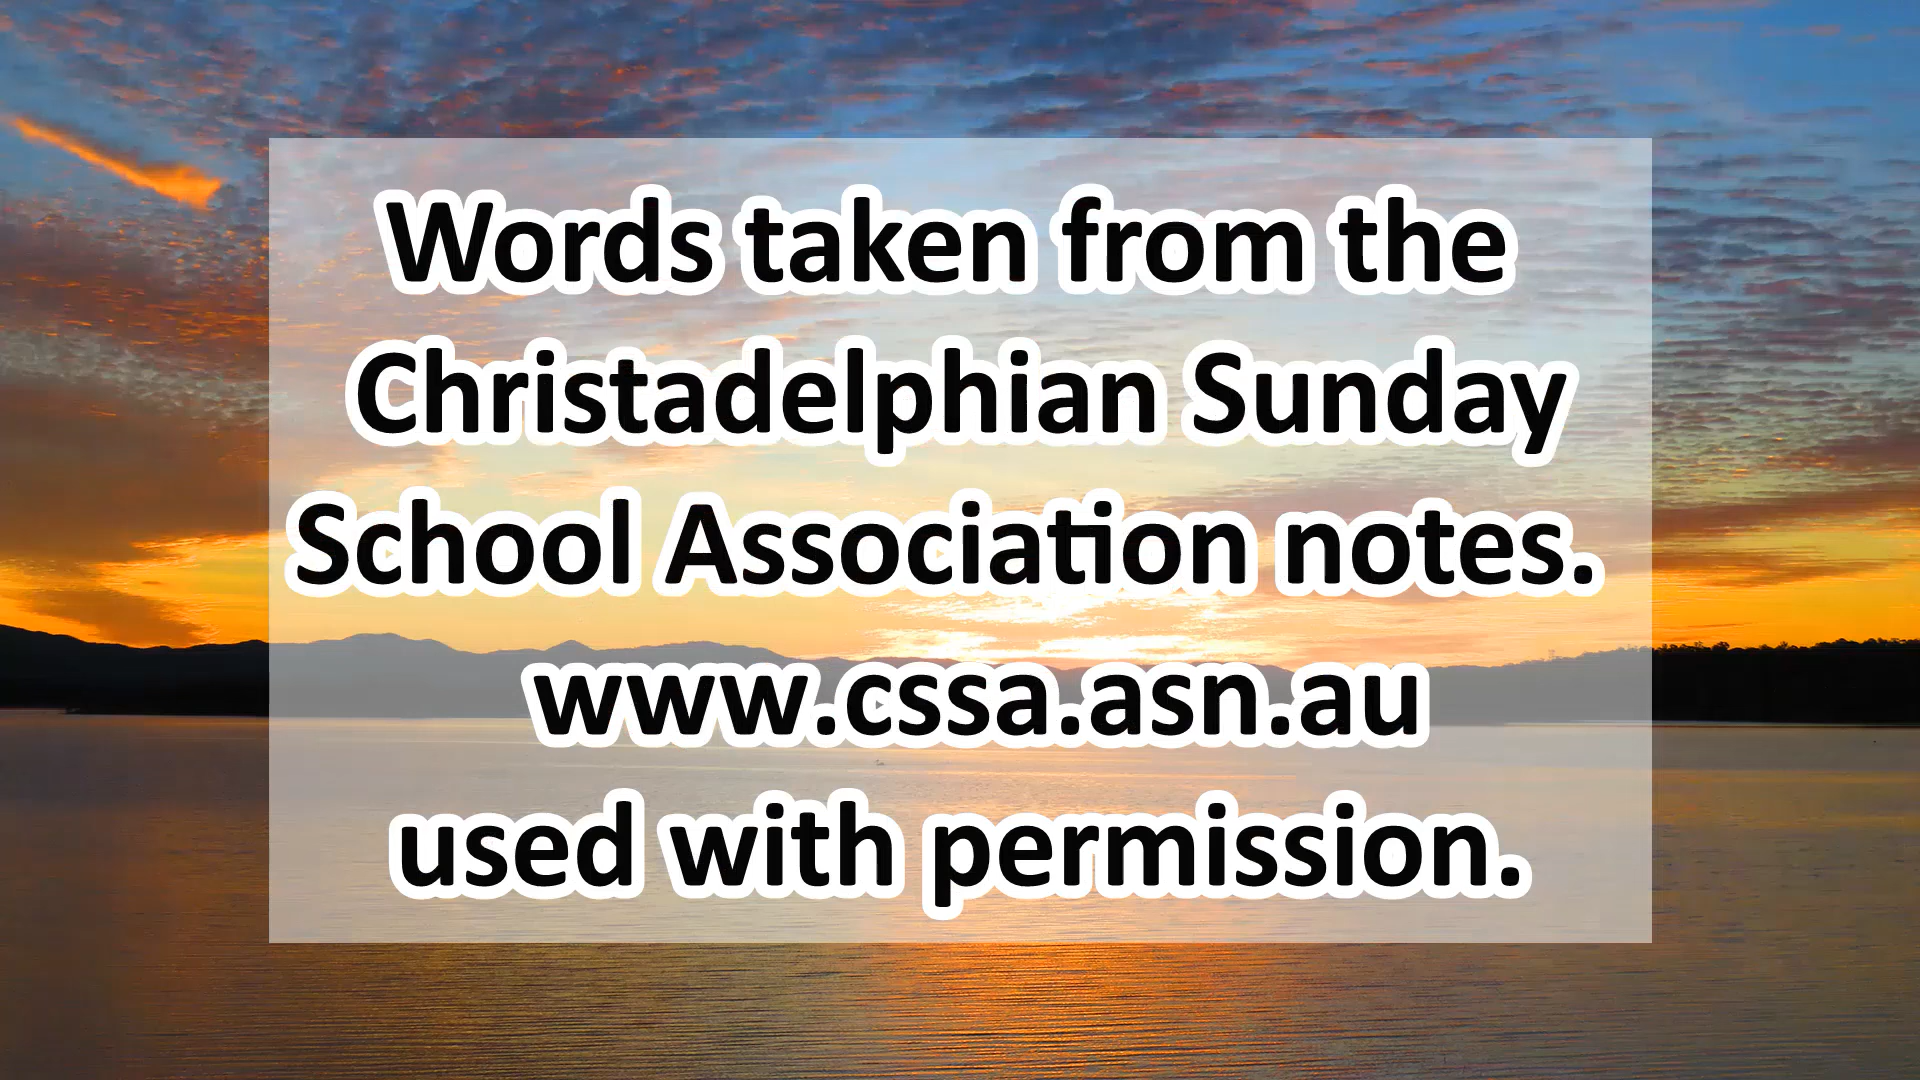 Words taken from the
Christadelphian Sunday
School Association notes.
www.cssa.asn.au
used with permission.